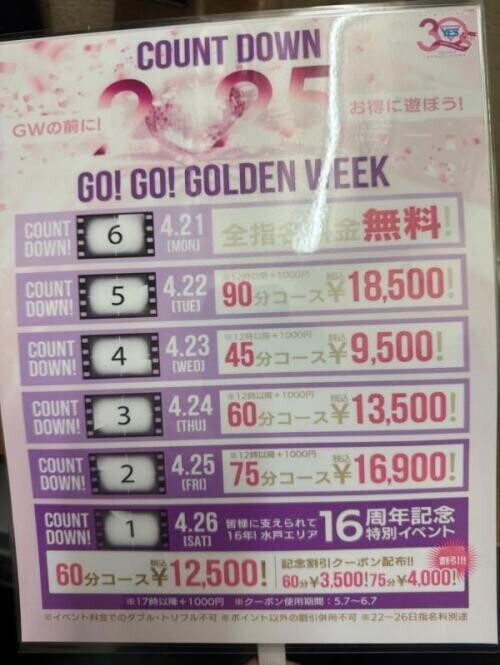 COUNT DOWN
30
YES
2025
GWの前に!
お得に遊ぼう!
GO! GO! GOLDEN WEEK
COUNT DOWN! 6 4.21 [MON] 全指名料金無料!
※12時以降+1000円
COUNT DOWN! 5 4.22 [TUE] 90分コース 税込 ¥18,500!
※12時以降+1000円
COUNT DOWN! 4 4.23 [WED] 45分コース 税込 ¥9,500!
※12時以降+1000円
COUNT DOWN! 3 4.24 [THU] 60分コース 税込 ¥13,500!
※12時以降+1000円
COUNT DOWN! 2 4.25 [FRI] 75分コース 税込 ¥16,900!
COUNT DOWN! 1 4.26 [SAT] 皆様に支えられて16年! 水戸エリア 16周年記念特別イベント
60分コース 税込 ¥12,500!
記念割引クーポン配布!! 割引!!!
60分¥3,500!75分¥4,000!
※17時以降+1000円 ※クーポン使用期間:5.7~6.7
※イベント料金でのダブル・トリプル不可 ※ポイント以外の割引併用不可 ※22~26日指名料別途